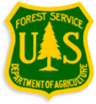 FOREST SERVICE
U S
DEPARTMENT OF AGRICULTURE